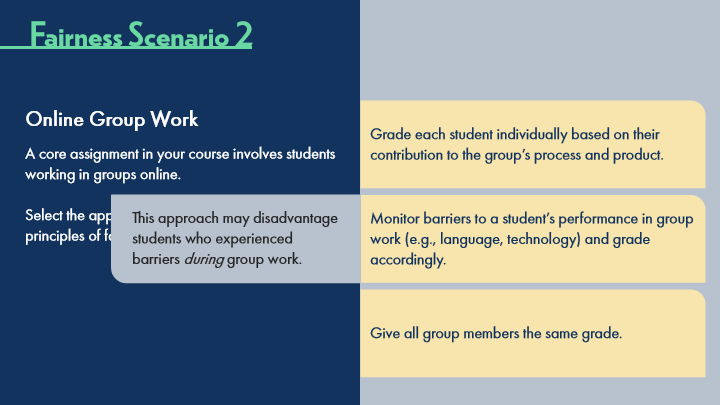 Fairness Scenario 2
Online Group Work
A core assignment in your course involves students
working in groups online.
Select the
principles of
This approach may disadvantage
students who experienced
barriers during group work.
Grade each student individually based on their
contribution to the group's process and product.
Monitor barriers to a student's performance in group
work (e.g., language, technology) and grade
accordingly.
Give all group members the same grade.